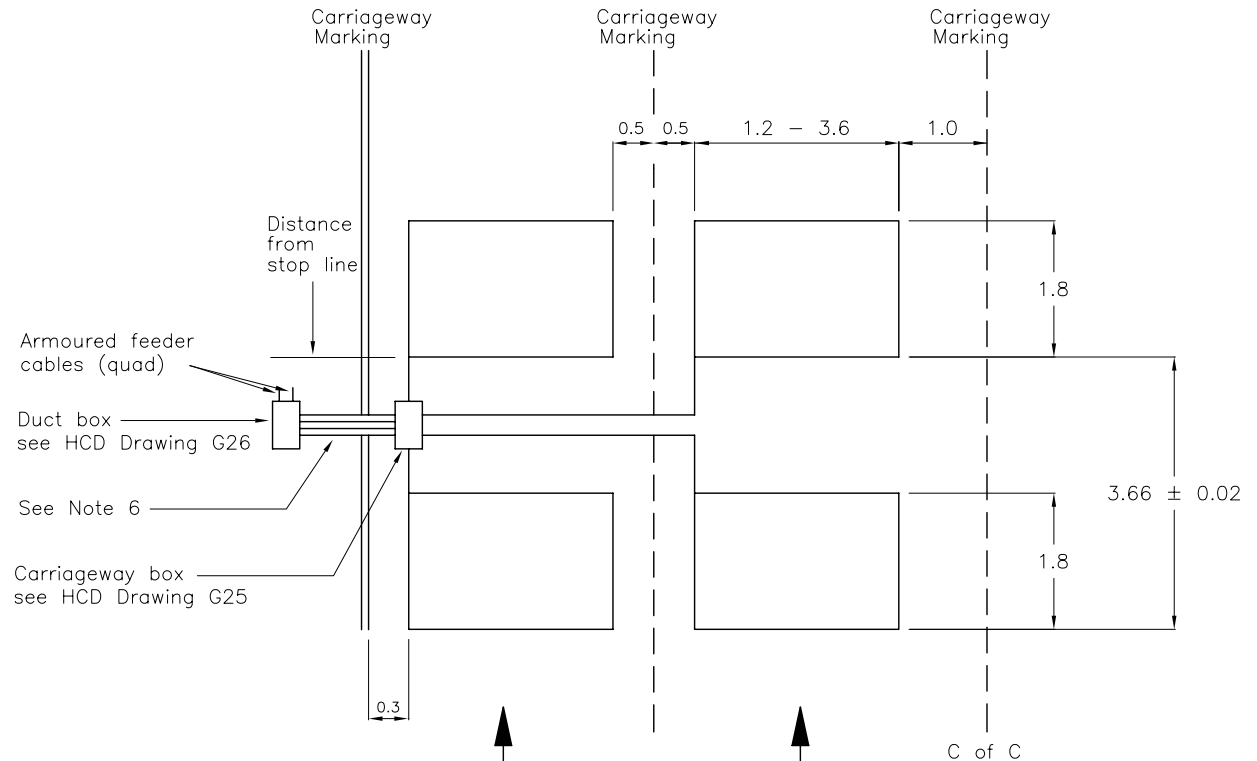 Carriageway
Marking
Carriageway
Marking
Carriageway
Marking
0.5
0.5
1.2 – 3.6
1.0
Distance
from
stop line
1.8
Armoured feeder
cables (quad)
Duct box
see HCD Drawing G26
See Note 6
3.66 ± 0.02
1.8
Carriageway box
see HCD Drawing G25
0.3
C of C